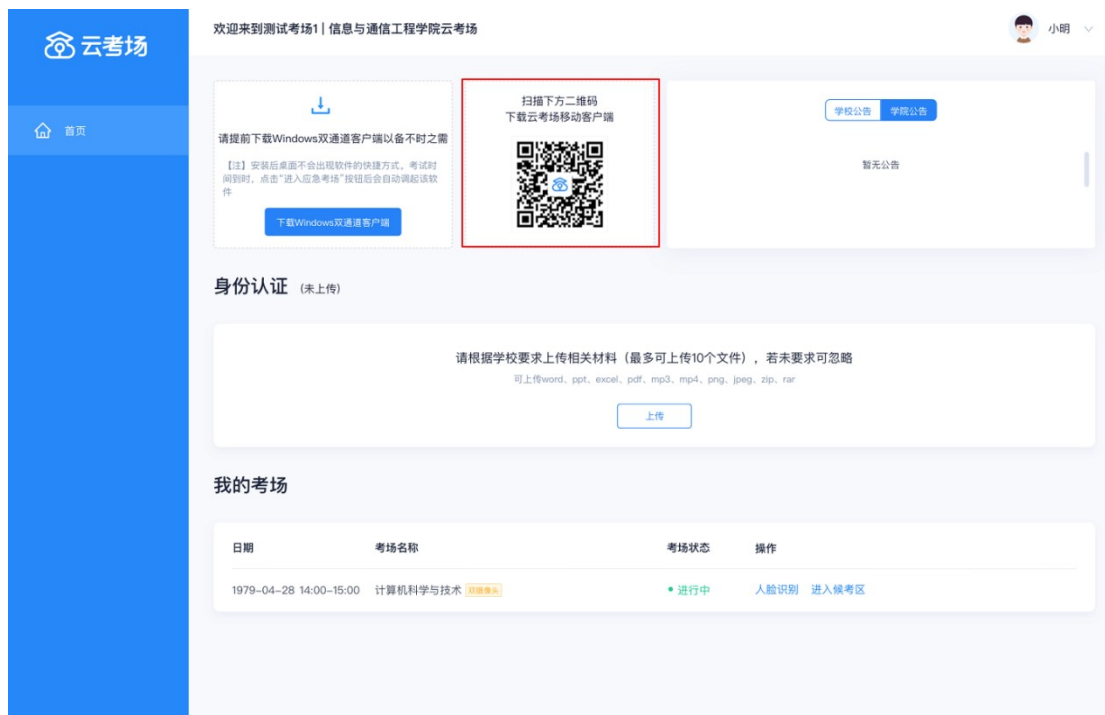 云考场
首页
欢迎来到测试考场1 | 信息与通信工程学院云考场
小明
请提前下载Windows双通道客户端以备不时之需
【注】安装后桌面不会出现软件的快捷方式。考试时
间到时，点击“进入应急考场”按钮后会自动调起该软
件
下载Windows双通道客户端
扫描下方二维码
下载云考场移动客户端
学校公告 学院公告
暂无公告
身份认证 (未上传)
请根据学校要求上传相关材料（最多可上传10个文件），若未要求可忽略
可上传word、ppt、excel、pdf、mp3、mp4、png、jpeg、zip、rar
上传
我的考场
日期 考场名称 考场状态 操作
1979-04-28 14:00-15:00 计算机科学与技术 双摄像头 进行中 人脸识别 进入候考区